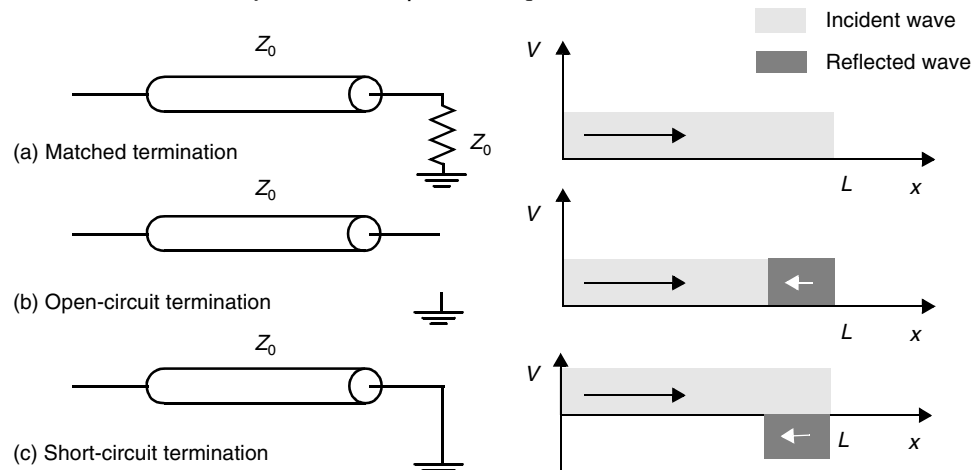 Incident wave
Z0
V
Reflected wave
Z0
(a) Matched termination
L
x
Z0
V
(b) Open-circuit termination
L
x
Z0
V
L
x
(c) Short-circuit termination